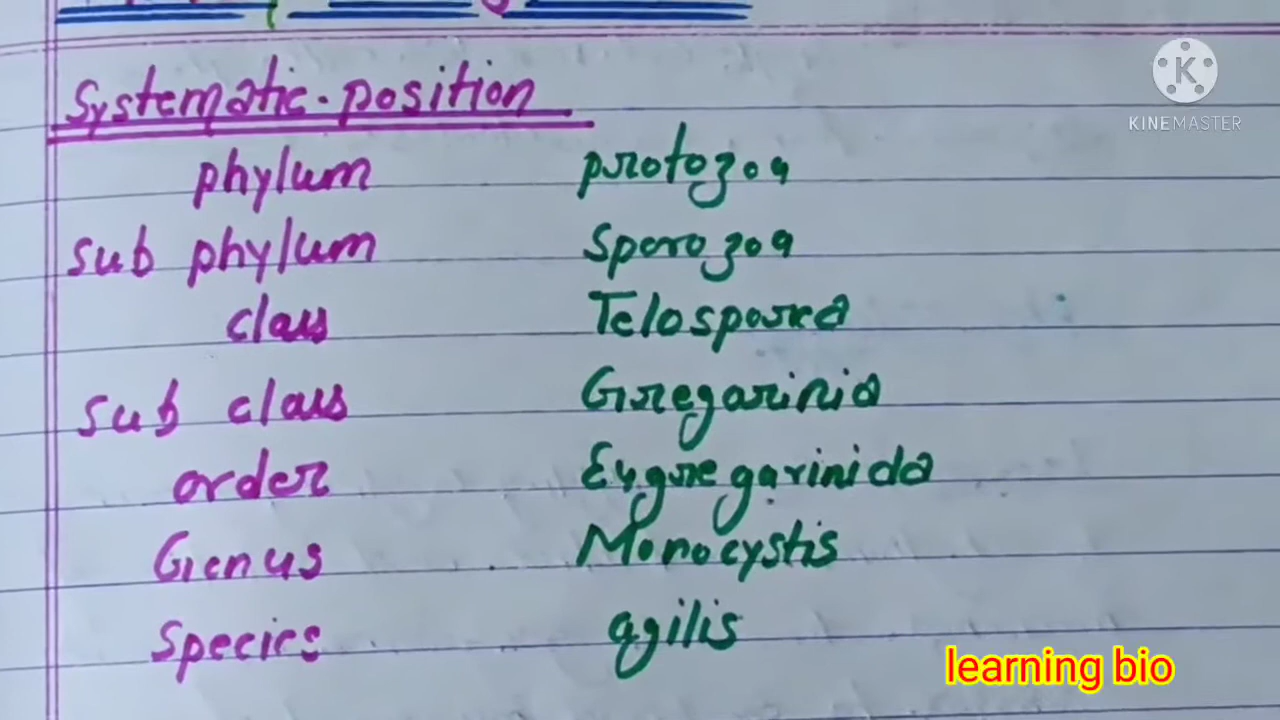 Systematic-position
phylum protozoa
sub phylum Sporozoa
class Telosporea
sub class Gregarinia
order Eugregarinida
Genus Monocystis
Species agilis
KINEMASTER
learning bio